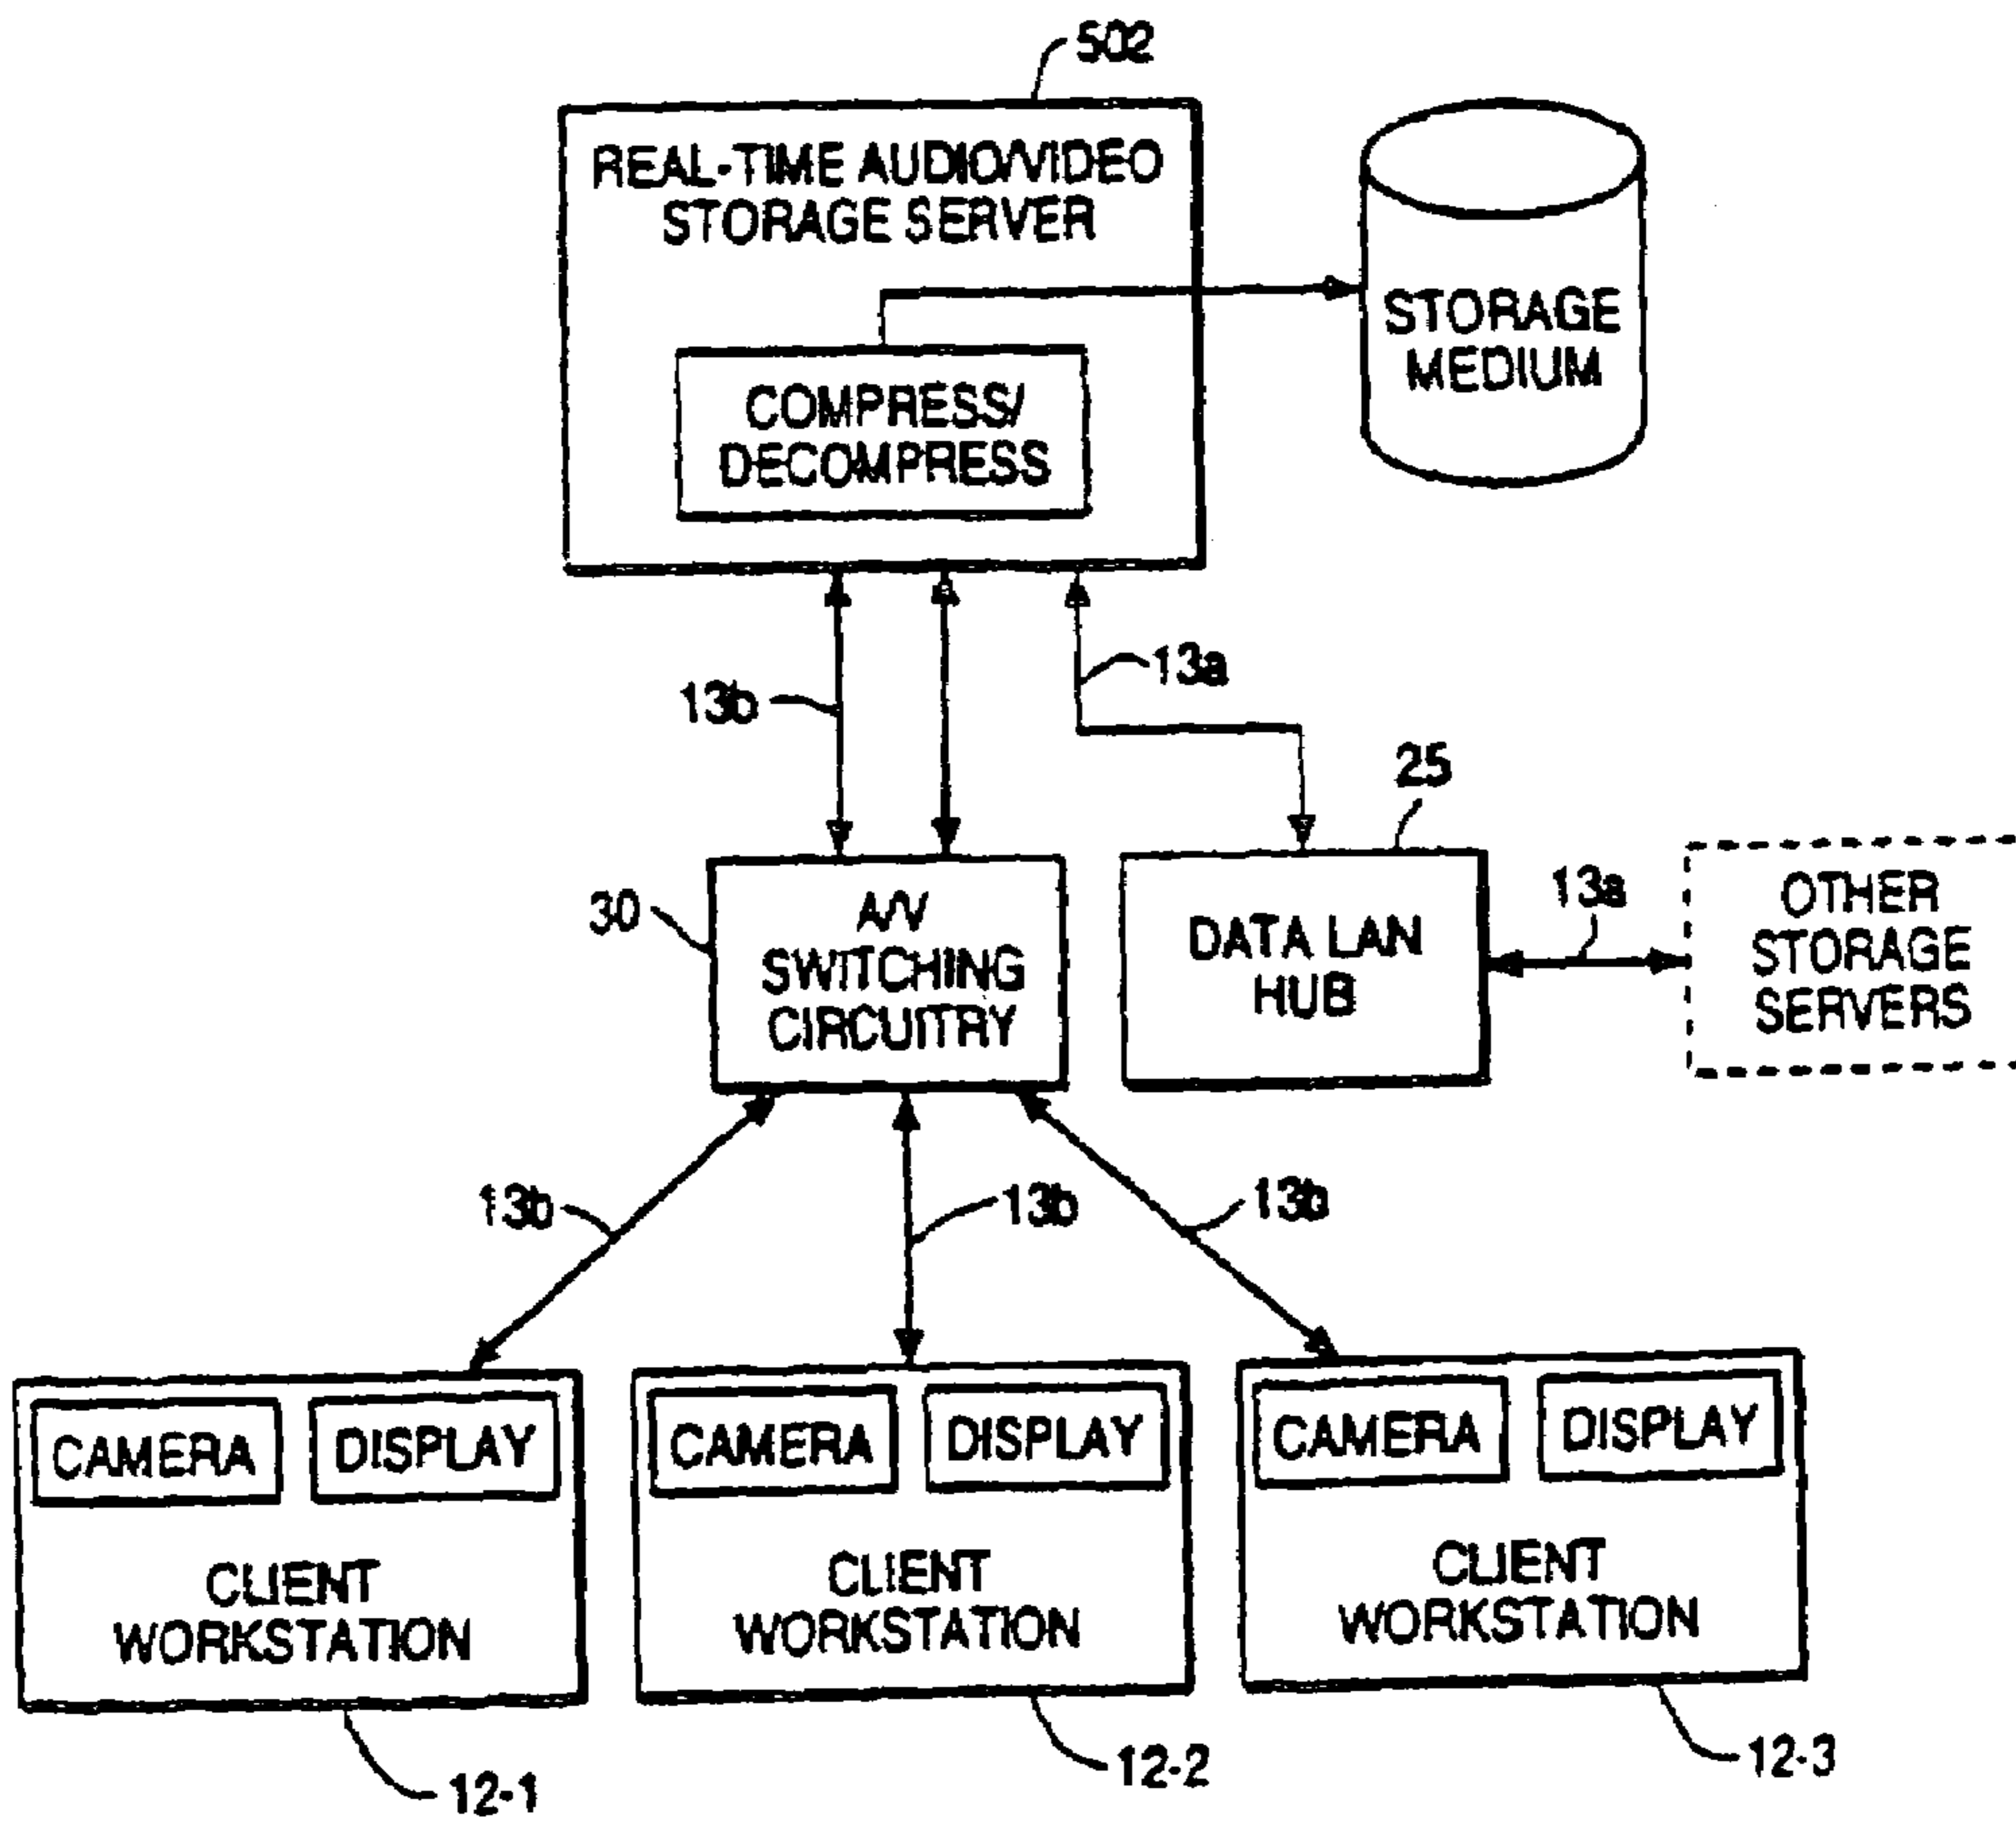 502
REAL-TIME AUDIO/VIDEO
STORAGE SERVER
COMPRESS/
DECOMPRESS
STORAGE
MEDIUM
13b
13a
25
30
A/V
SWITCHING
CIRCUITRY
DATA LAN
HUB
13a
OTHER
STORAGE
SERVERS
13b
13b
13b
CAMERA
DISPLAY
CLIENT
WORKSTATION
12-1
CAMERA
DISPLAY
CLIENT
WORKSTATION
12-2
CAMERA
DISPLAY
CLIENT
WORKSTATION
12-3